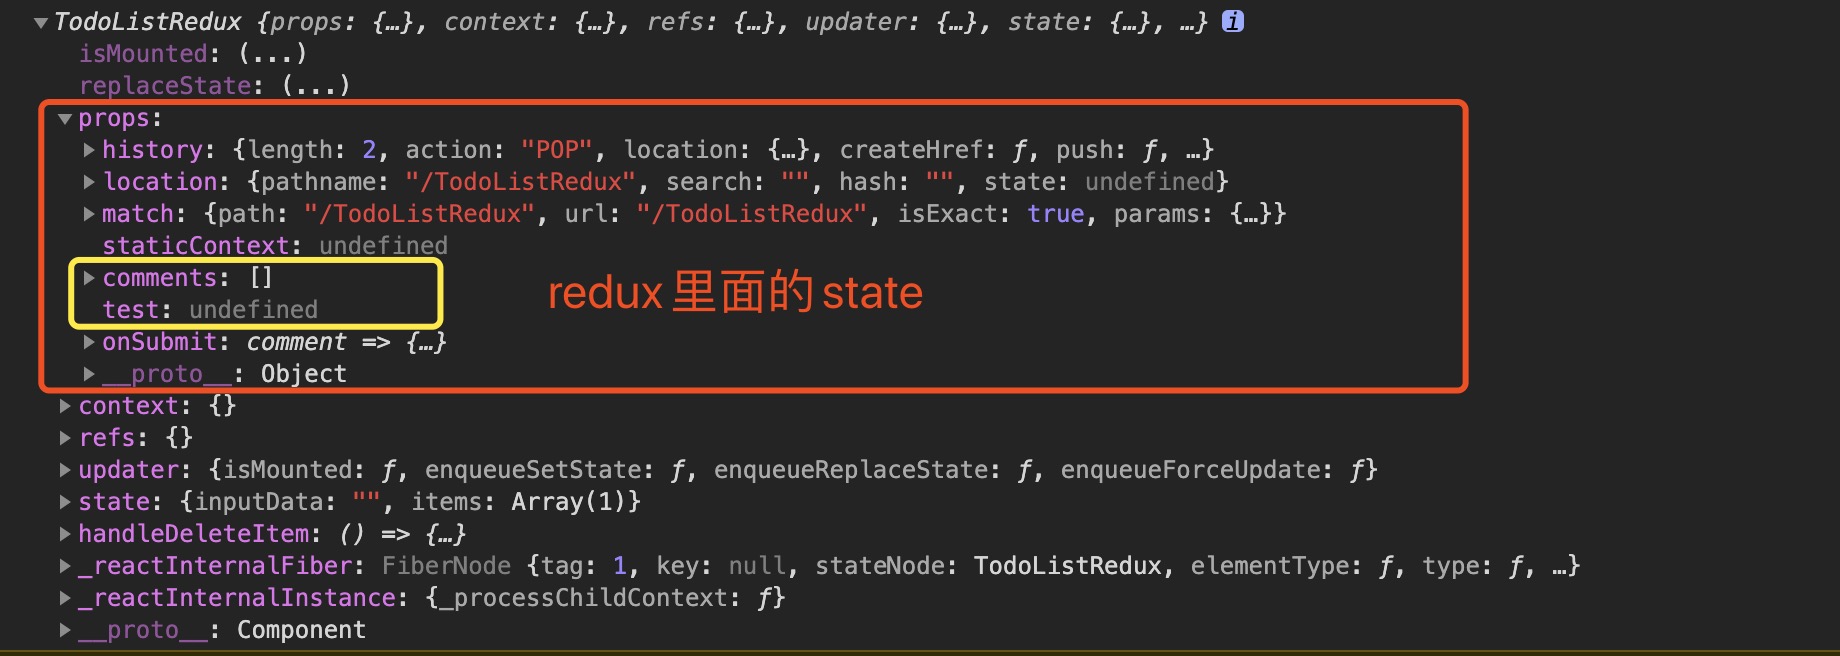 ▼TodoListRedux {props: {…}, context: {…}, refs: {…}, updater: {…}, state: {…}, …} i
isMounted: (...)
replaceState: (...)
▼props:
▶history: {length: 2, action: "POP", location: {…}, createHref: ƒ, push: ƒ, …}
▶location: {pathname: "/TodoListRedux", search: "", hash: "", state: undefined}
▶match: {path: "/TodoListRedux", url: "/TodoListRedux", isExact: true, params: {…}}
staticContext: undefined
▶comments: []
test: undefined
redux里面的state
▶onSubmit: comment => {…}
▶__proto__: Object
▶context: {}
▶refs: {}
▶updater: {isMounted: ƒ, enqueueSetState: ƒ, enqueueReplaceState: ƒ, enqueueForceUpdate: ƒ}
▶state: {inputData: "", items: Array(1)}
▶handleDeleteItem: () => {…}
▶_reactInternalFiber: FiberNode {tag: 1, key: null, stateNode: TodoListRedux, elementType: ƒ, type: ƒ, …}
▶_reactInternalInstance: {_processChildContext: ƒ}
▶__proto__: Component